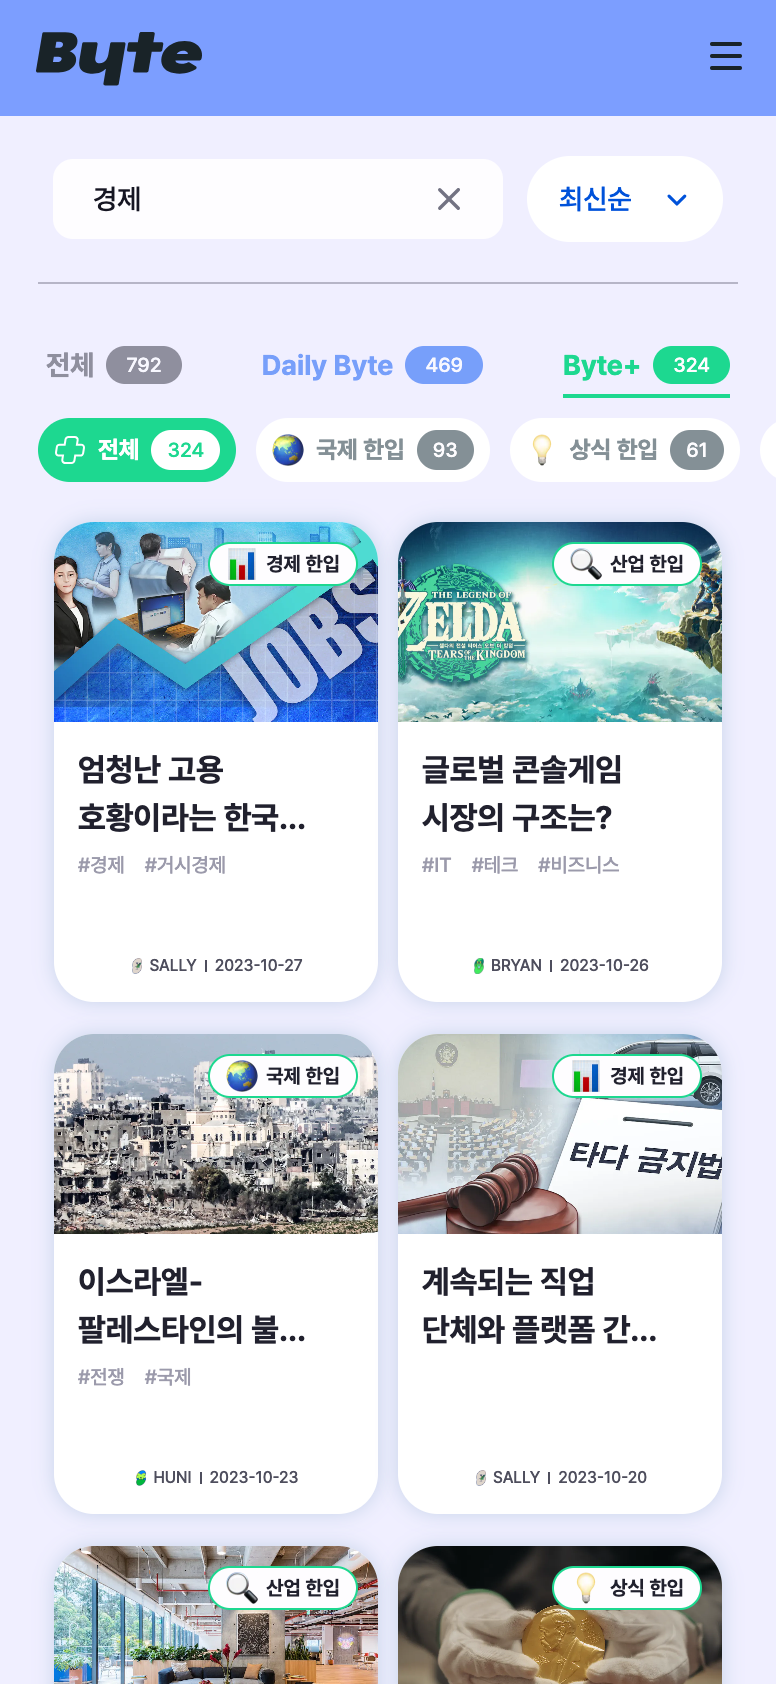 Byte
경제
최신순
전체 792
Daily Byte 469
Byte+ 324
전체 324
국제 한입 93
상식 한입 61
경제 한입
JOBS
엄청난 고용
호황이라는 한국...
#경제 #거시경제
SALLY | 2023-10-27
산업 한입
THE LEGEND OF
ZELDA
TEARS OF THE KINGDOM
글로벌 콘솔게임
시장의 구조는?
#IT #테크 #비즈니스
BRYAN | 2023-10-26
국제 한입
이스라엘-
팔레스타인의 불...
#전쟁 #국제
HUNI | 2023-10-23
경제 한입
타다 금지법
계속되는 직업
단체와 플랫폼 간...
SALLY | 2023-10-20
산업 한입
상식 한입